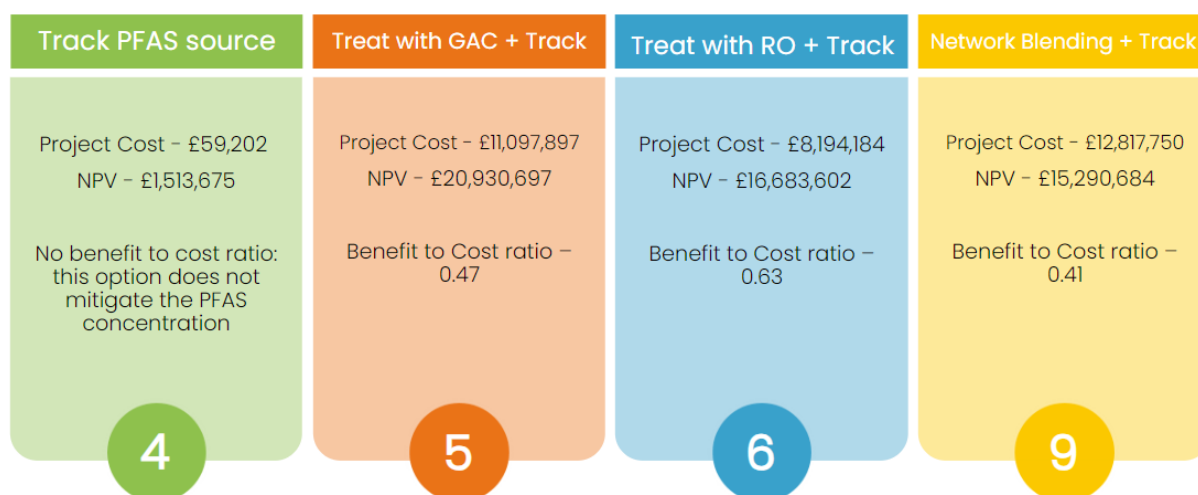 Track PFAS source
Project Cost - £59,202
NPV - £1,513,675
No benefit to cost ratio:
this option does not
mitigate the PFAS
concentration
4
Treat with GAC + Track
Project Cost - £11,097,897
NPV - £20,930,697
Benefit to Cost ratio –
0.47
5
Treat with RO + Track
Project Cost - £8,194,184
NPV - £16,683,602
Benefit to Cost ratio –
0.63
6
Network Blending + Track
Project Cost - £12,817,750
NPV - £15,290,684
Benefit to Cost ratio –
0.41
9